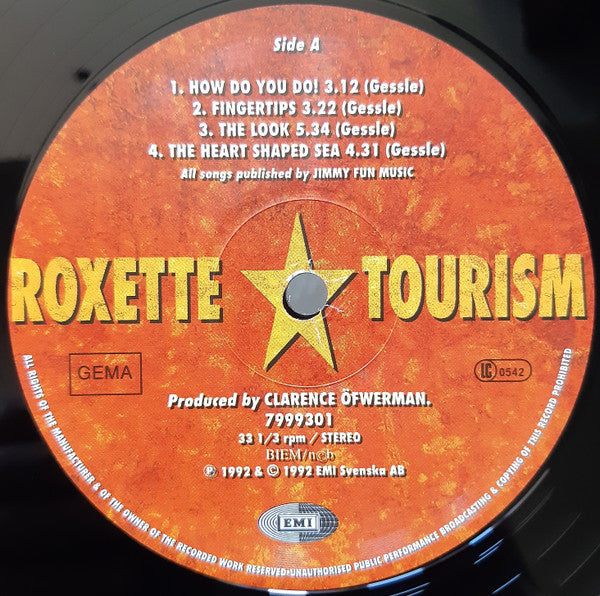 Side A
1. HOW DO YOU DO! 3.12 (Gessle)
2. FINGERTIPS 3.22 (Gessle)
3. THE LOOK 5.34 (Gessle)
4. THE HEART SHAPED SEA 4.31 (Gessle)
All songs published by JIMMY FUN MUSIC
ROXETTE TOURISM
GEMA
LC 0542
Produced by CLARENCE ÖFWERMAN.
7999301
33 1/3 rpm / STEREO
BIEM/n©b
℗ 1992 & © 1992 EMI Svenska AB
EMI
ALL RIGHTS OF THE MANUFACTURER & OF THE OWNER OF THE RECORDED WORK RESERVED·UNAUTHORISED PUBLIC PERFORMANCE BROADCASTING & COPYING OF THIS RECORD PROHIBITED